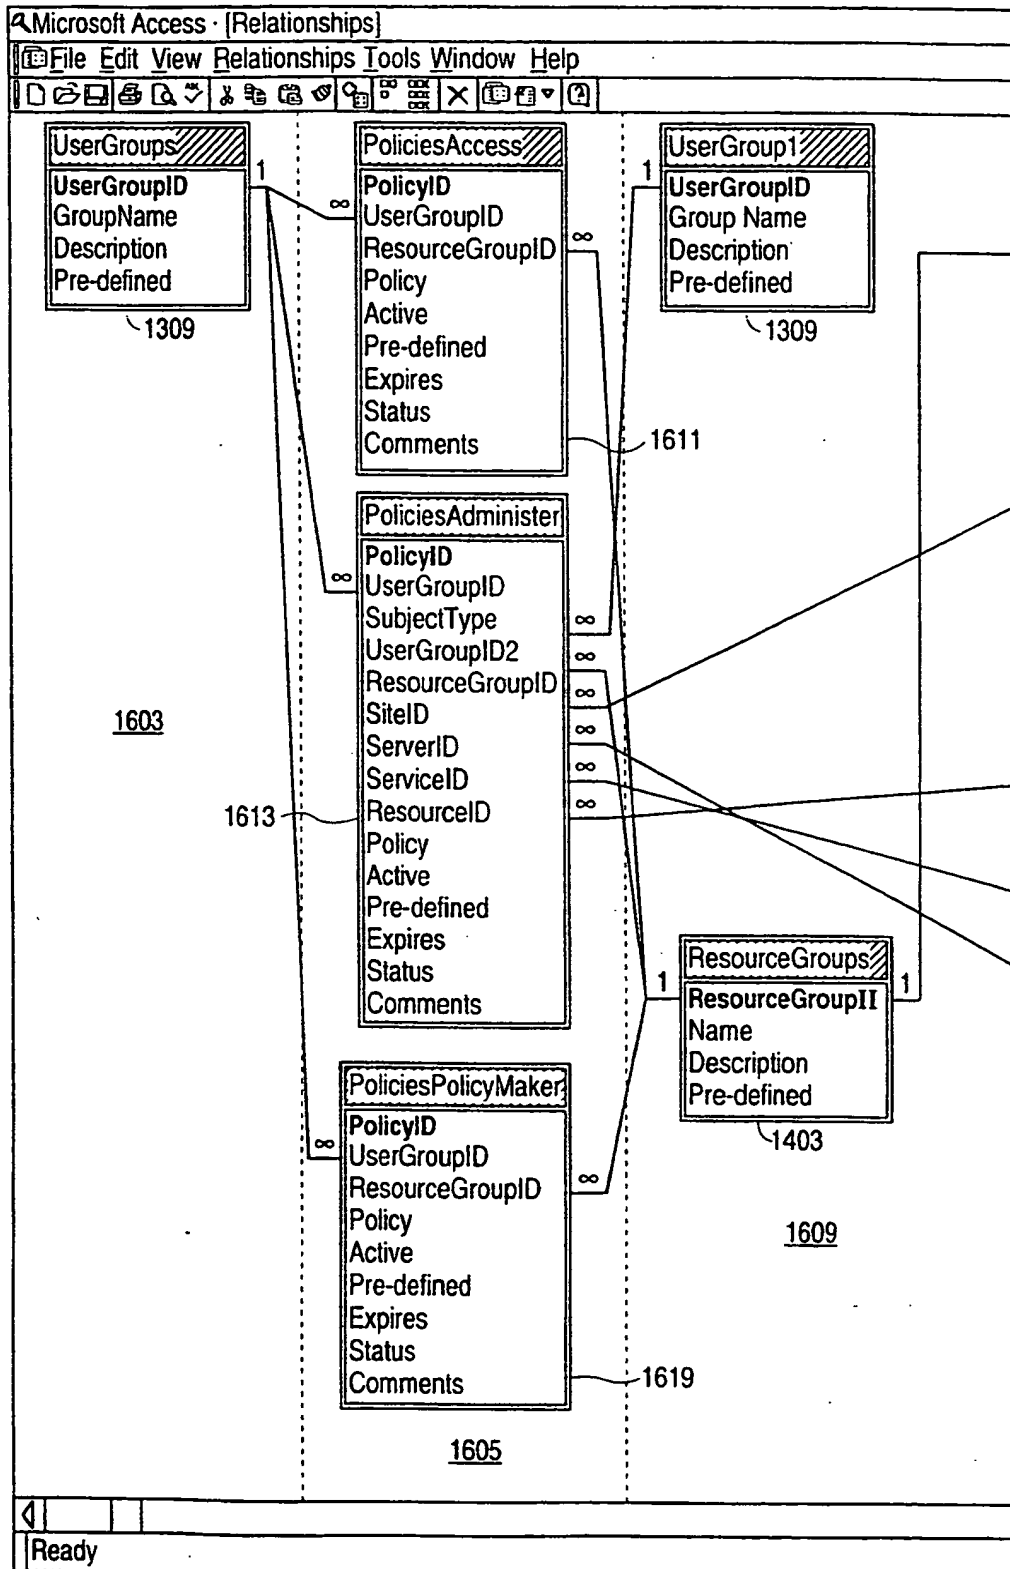 Microsoft Access · [Relationships]
File Edit View Relationships Tools Window Help
UserGroups
1
UserGroupID
GroupName
Description
Pre-defined
1309
PoliciesAccess
PolicyID
∞
UserGroupID
ResourceGroupID
∞
Policy
Active
Pre-defined
Expires
Status
Comments
1611
UserGroup1
1
UserGroupID
Group Name
Description
Pre-defined
1309
PoliciesAdminister
PolicyID
∞
UserGroupID
SubjectType
∞
UserGroupID2
∞
ResourceGroupID
∞
SiteID
∞
ServerID
∞
ServiceID
∞
ResourceID
Policy
Active
Pre-defined
Expires
Status
Comments
1603
1613
ResourceGroups
1
ResourceGroupII
1
Name
Description
Pre-defined
1403
PoliciesPolicyMaker
PolicyID
∞
UserGroupID
ResourceGroupID
∞
Policy
Active
Pre-defined
Expires
Status
Comments
1619
1609
1605
Ready